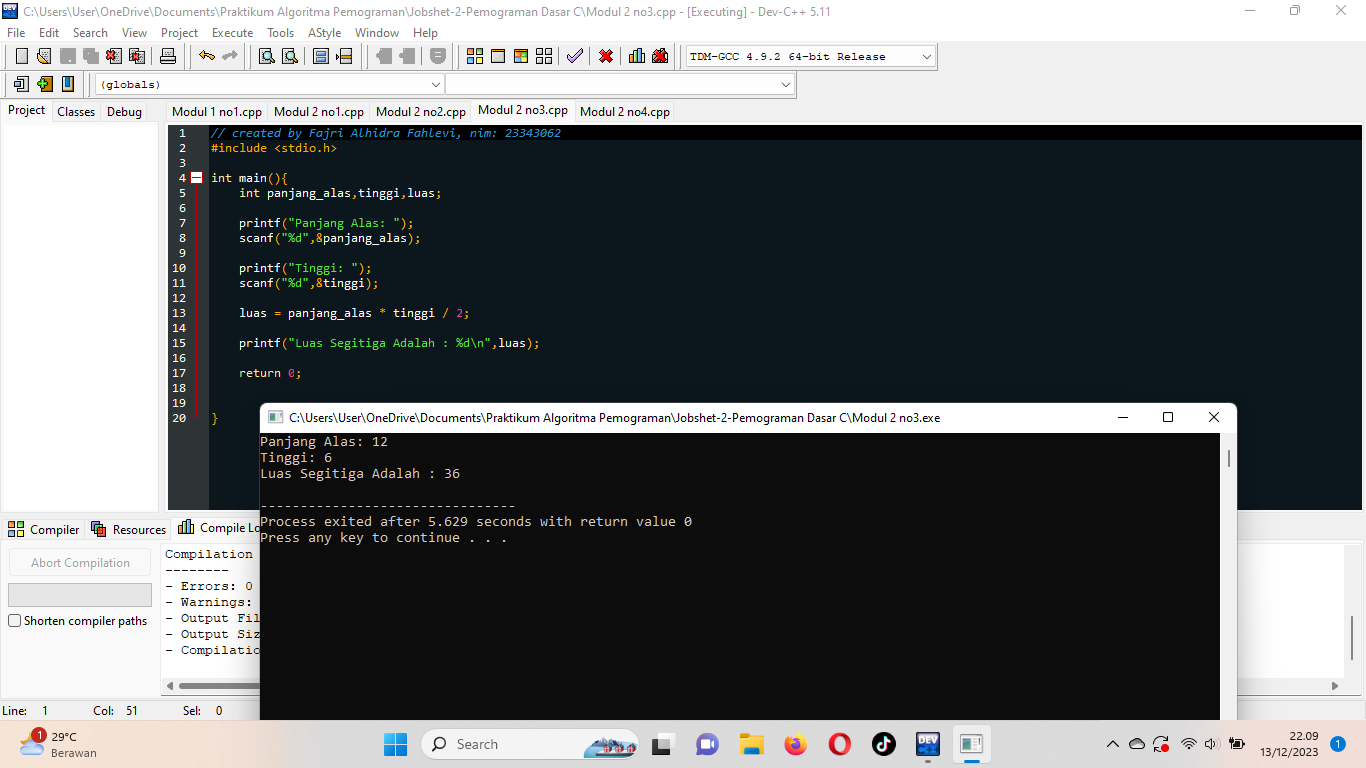 C:\Users\User\OneDrive\Documents\Praktikum Algoritma Pemograman\Jobshet-2-Pemograman Dasar C\Modul 2 no3.cpp - [Executing] - Dev-C++ 5.11
File Edit Search View Project Execute Tools AStyle Window Help
TDM-GCC 4.9.2 64-bit Release
(globals)
Project Classes Debug
Modul 1 no1.cpp Modul 2 no1.cpp Modul 2 no2.cpp Modul 2 no3.cpp Modul 2 no4.cpp
1 // created by Fajri Alhidra Fahlevi, nim: 23343062
2 #include <stdio.h>
3
4 int main(){
5 int panjang_alas,tinggi,luas;
6
7 printf("Panjang Alas: ");
8 scanf("%d",&panjang_alas);
9
10 printf("Tinggi: ");
11 scanf("%d",&tinggi);
12
13 luas = panjang_alas * tinggi / 2;
14
15 printf("Luas Segitiga Adalah : %d\n",luas);
16
17 return 0;
18
19
20 }
C:\Users\User\OneDrive\Documents\Praktikum Algoritma Pemograman\Jobshet-2-Pemograman Dasar C\Modul 2 no3.exe
Panjang Alas: 12
Tinggi: 6
Luas Segitiga Adalah : 36
--------------------------------
Process exited after 5.629 seconds with return value 0
Press any key to continue . . .
Compiler Resources Compile Lo
Abort Compilation
Shorten compiler paths
Compilation
--------
- Errors: 0
- Warnings:
- Output Fil
- Output Siz
- Compilatio
Line: 1 Col: 51 Sel: 0
1
29°C
Berawan
Search
DEV
22.09
13/12/2023
1